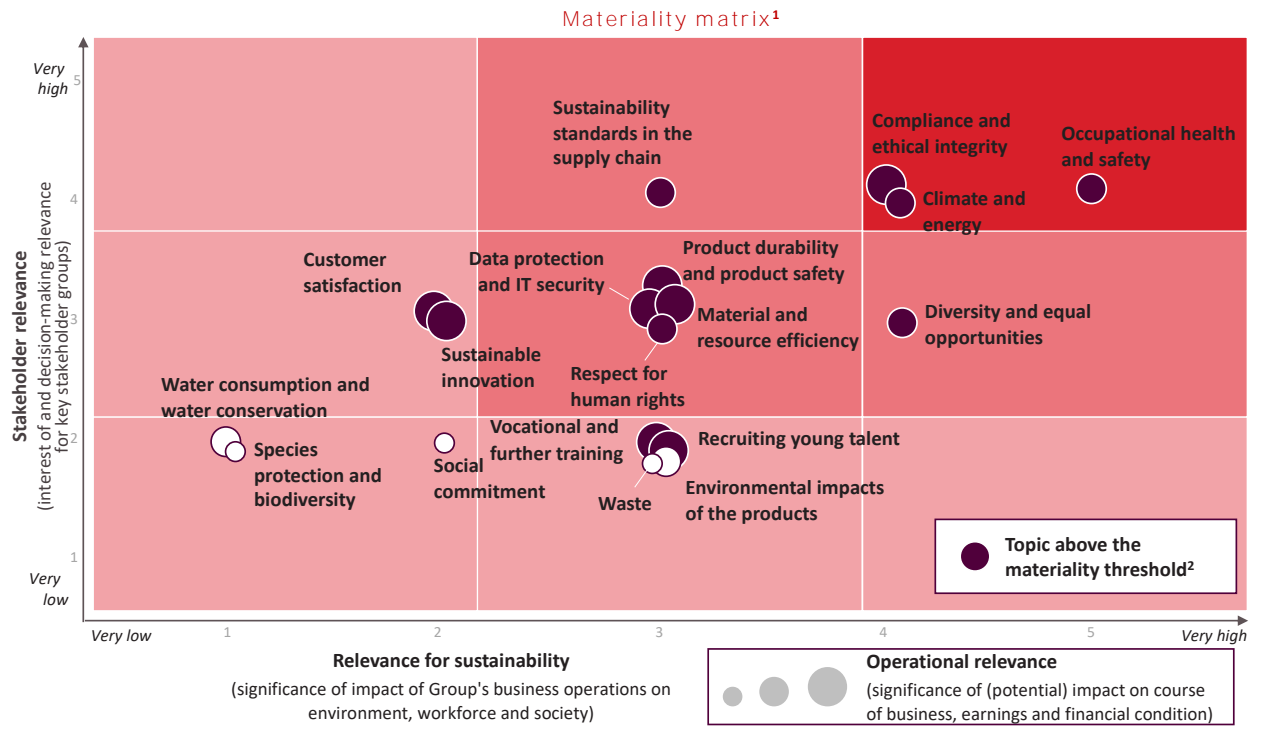 Materiality matrix¹
Very
high
5
Sustainability
standards in the
supply chain
Compliance and
ethical integrity
Occupational health
and safety
4
Climate and
energy
Stakeholder relevance
(interest of and decision-making relevance
for key stakeholder groups)
Customer
satisfaction
Data protection
and IT security
Product durability
and product safety
3
Material and
resource efficiency
Diversity and equal
opportunities
Sustainable
innovation
Respect for
human rights
Water consumption and
water conservation
2
Species
protection and
biodiversity
Social
commitment
Vocational and
further training
Recruiting young talent
Waste
Environmental impacts
of the products
1
Very
low
Topic above the
materiality threshold²
Very low
1
2
3
4
5
Very high
Relevance for sustainability
(significance of impact of Group's business operations on
environment, workforce and society)
Operational relevance
(significance of (potential) impact on course
of business, earnings and financial condition)